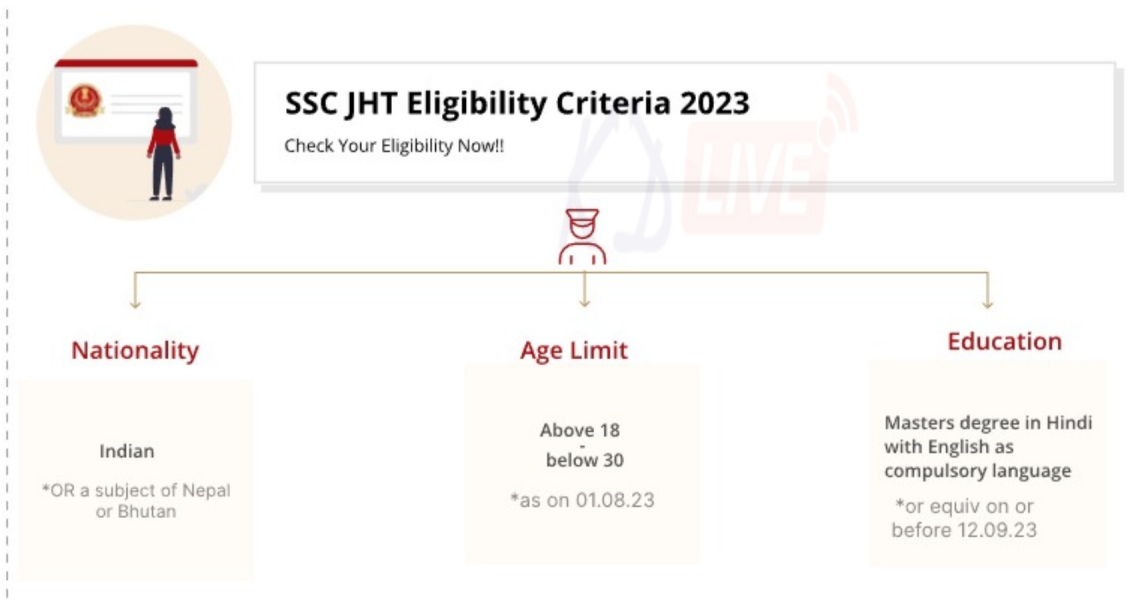 SSC JHT Eligibility Criteria 2023
Check Your Eligibility Now!!
LIVE
Nationality
Indian
*OR a subject of Nepal
or Bhutan
Age Limit
Above 18
-
below 30
*as on 01.08.23
Education
Masters degree in Hindi
with English as
compulsory language
*or equiv on or
before 12.09.23